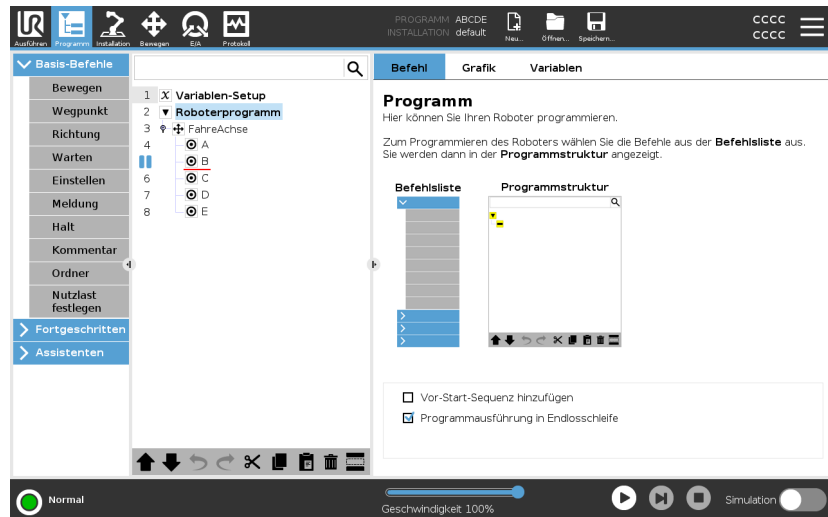 PROGRAMM ABCDE
INSTALLATION default
CCCC
CCCC
Ausführen Programm Installation Bewegen E/A Protokoll Neu... Öffnen... Speichern...
Basis-Befehle
Bewegen
Wegpunkt
Richtung
Warten
Einstellen
Meldung
Halt
Kommentar
Ordner
Nutzlast
festlegen
Fortgeschritten
Assistenten
1 X Variablen-Setup
2 Roboterprogramm
3 FahreAchse
4 A
B
6 C
7 D
8 E
Befehl Grafik Variablen
Programm
Hier können Sie Ihren Roboter programmieren.
Zum Programmieren des Roboters wählen Sie die Befehle aus der Befehlsliste aus.
Sie werden dann in der Programmstruktur angezeigt.
Befehlsliste Programmstruktur
Vor-Start-Sequenz hinzufügen
Programmausführung in Endlosschleife
Normal
Geschwindigkeit 100%
Simulation